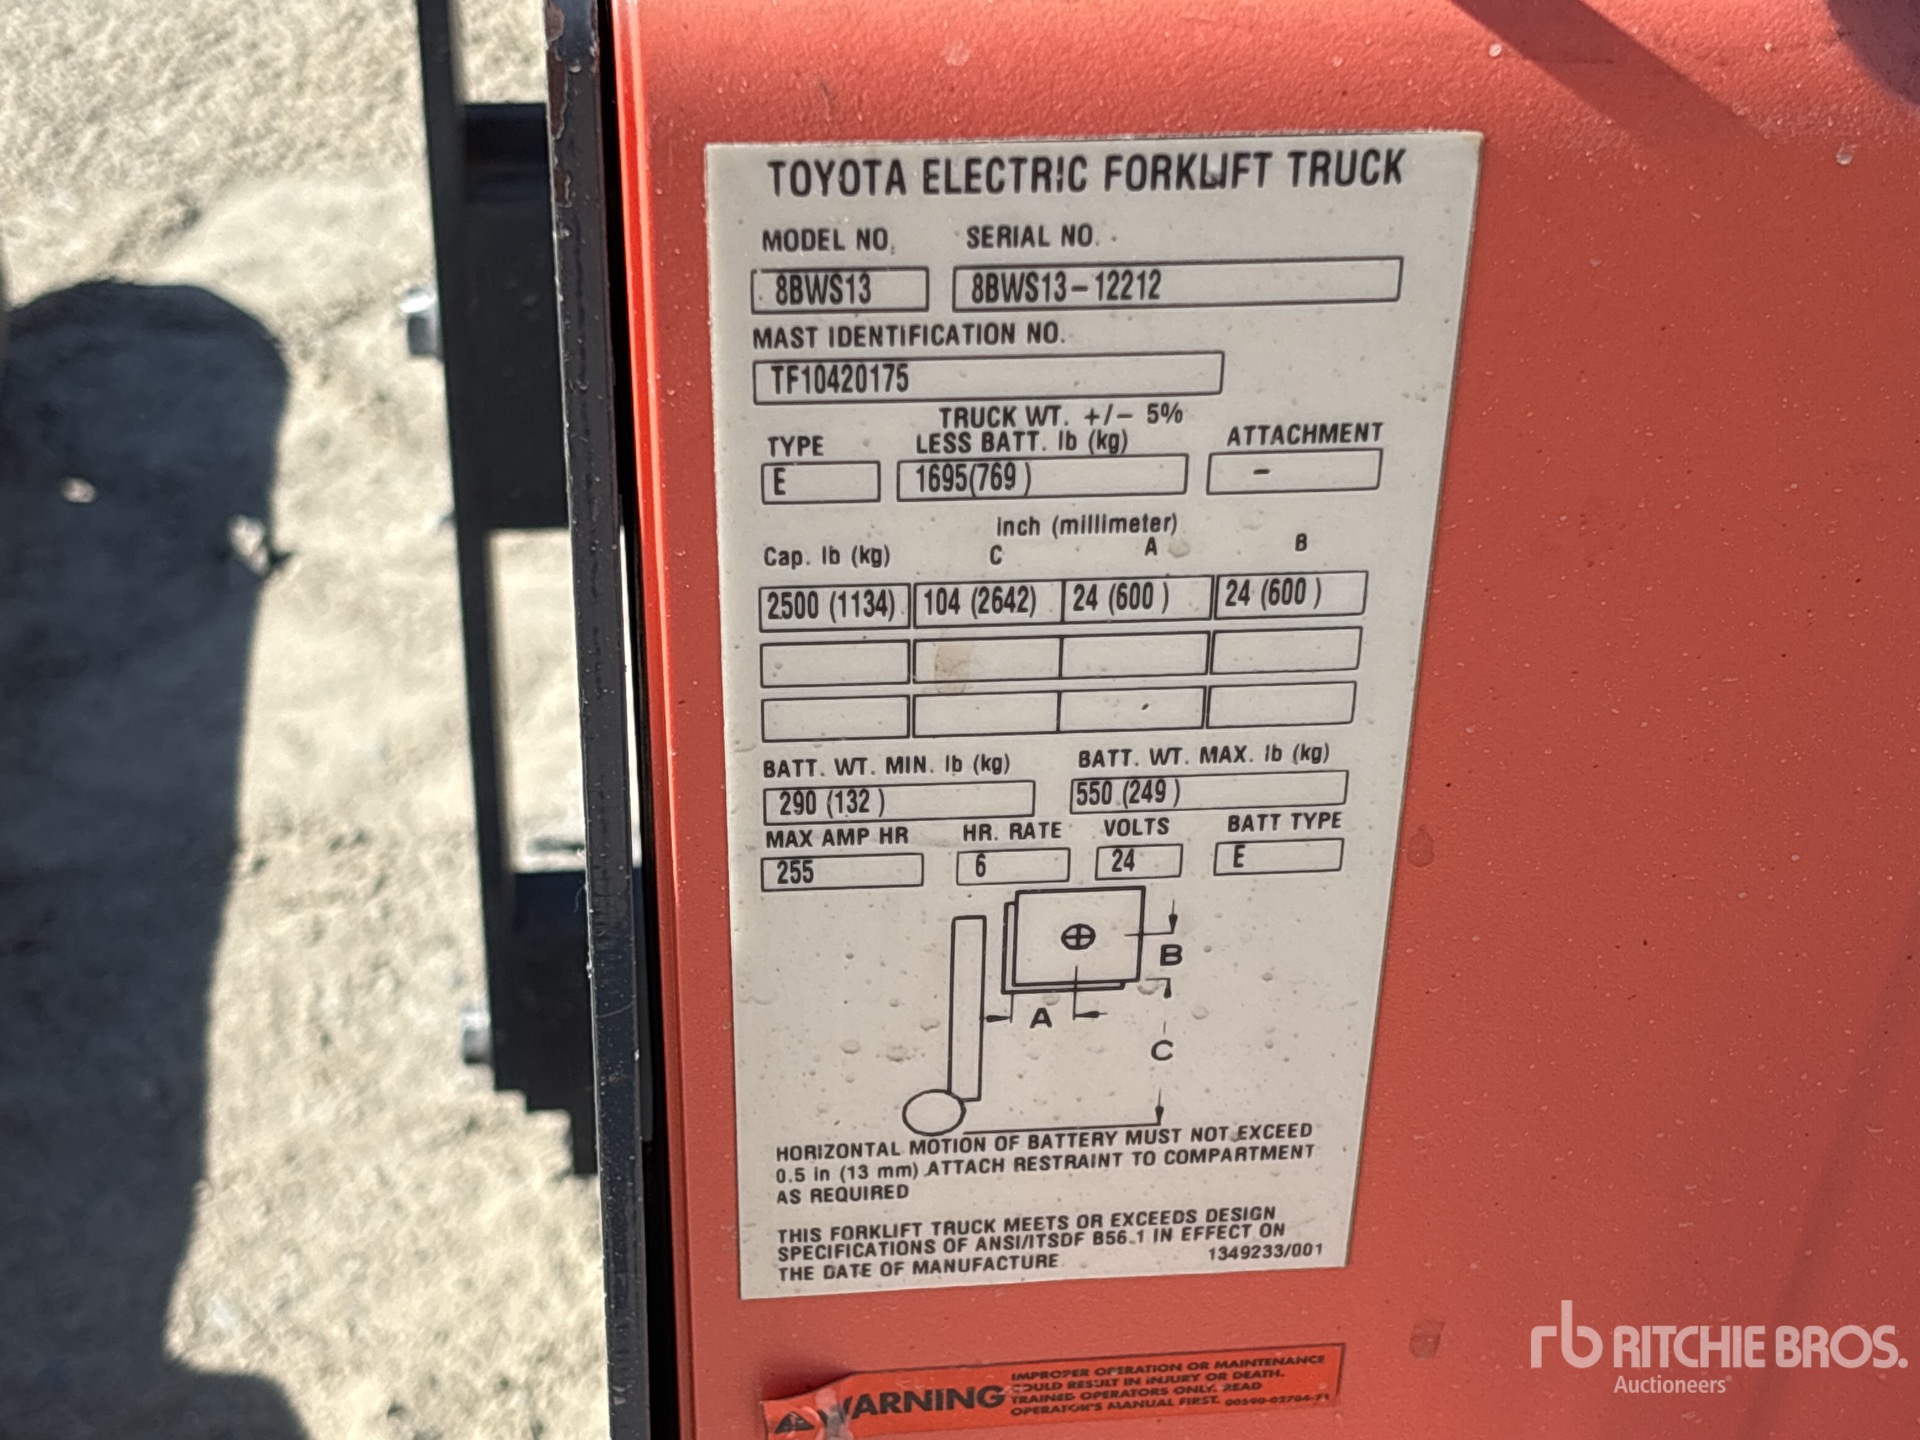 TOYOTA ELECTRIC FORKLIFT TRUCK
MODEL NO. SERIAL NO.
8BWS13 8BWS13-12212
MAST IDENTIFICATION NO.
TF10420175
TRUCK WT. +/- 5%
TYPE LESS BATT. lb (kg) ATTACHMENT
E 1695(769 ) -
inch (millimeter)
Cap. lb (kg) C A B
2500 (1134) 104 (2642) 24 (600 ) 24 (600 )
BATT. WT. MIN. lb (kg) BATT. WT. MAX. lb (kg)
290 (132 ) 550 (249 )
MAX AMP HR HR. RATE VOLTS BATT TYPE
255 6 24 E
B
A
C
HORIZONTAL MOTION OF BATTERY MUST NOT EXCEED
0.5 in (13 mm) ATTACH RESTRAINT TO COMPARTMENT
AS REQUIRED
THIS FORKLIFT TRUCK MEETS OR EXCEEDS DESIGN
SPECIFICATIONS OF ANSI/ITSDF B56.1 IN EFFECT ON
THE DATE OF MANUFACTURE. 1349233/001
WARNING
IMPROPER OPERATION OR MAINTENANCE
COULD RESULT IN INJURY OR DEATH.
TRAINED OPERATORS ONLY. READ
OPERATOR'S MANUAL FIRST. 00590-02704-71
rb RITCHIE BROS.
Auctioneers